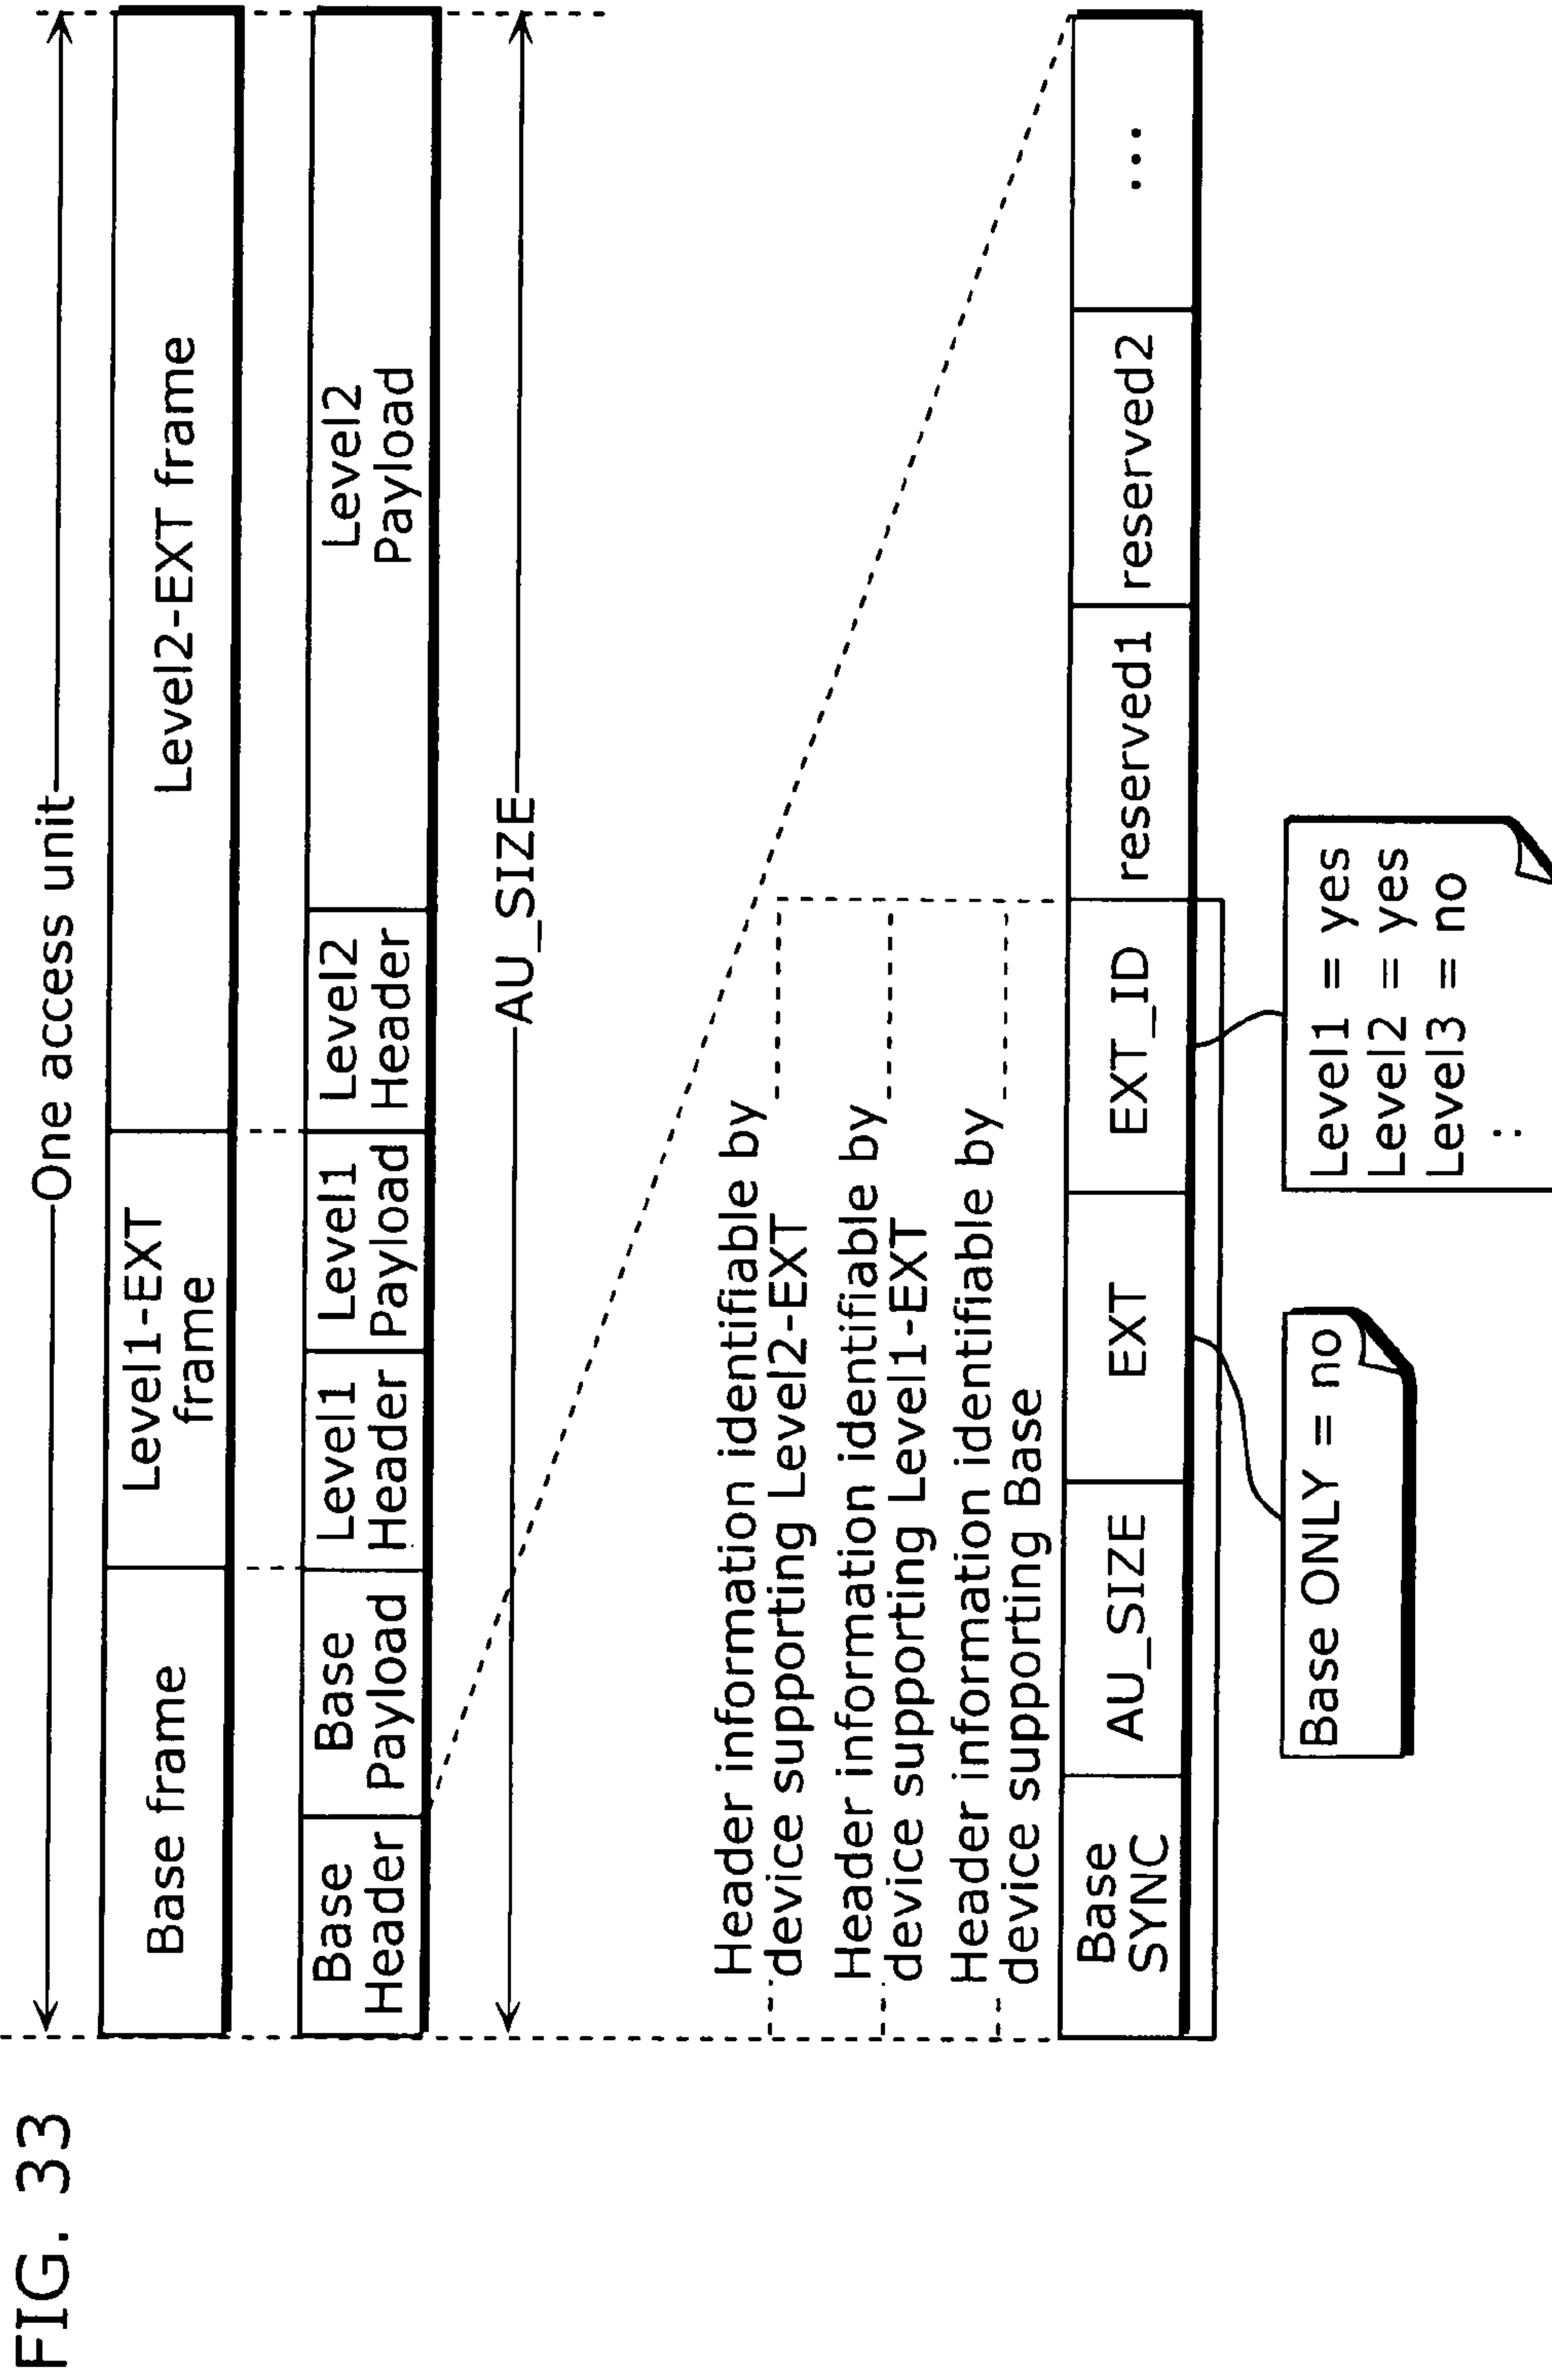 FIG. 33
One access unit
Base frame
Level1-EXT
frame
Level2-EXT frame
Base
Header
Base
Payload
Level1
Header
Level1
Payload
Level2
Header
Level2
Payload
AU_SIZE
Header information identifiable by
device supporting Level2-EXT
Header information identifiable by
device supporting Level1-EXT
Header information identifiable by
device supporting Base
Base
SYNC
AU_SIZE
EXT
EXT_ID
reserved1
reserved2
...
Base ONLY = no
Level1 = yes
Level2 = yes
Level3 = no
: